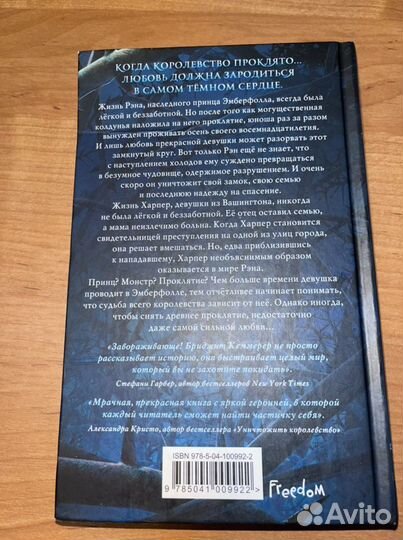 КОГДА КОРОЛЕВСТВО ПРОКЛЯТО...
ЛЮБОВЬ ДОЛЖНА ЗАРОДИТЬСЯ
В САМОМ ТЕМНОМ СЕРДЦЕ.
Жизнь Рэна, наследного принца Эмберфолла, всегда была
лёгкой и беззаботной. Но после того как могущественная
колдунья наложила на него проклятие, юноша раз за разом
вынужден проживать осень своего восемнадцатилетия.
И лишь любовь прекрасной девушки может разорвать этот
замкнутый круг. Вот только Рэн ещё не знает, что
с наступлением холодов ему суждено превращаться
в безумное чудовище, одержимое разрушением. И очень
скоро он уничтожит свой замок, свою семью
и последнюю надежду на спасение.
Жизнь Харпер, девушки из Вашингтона, никогда
не была лёгкой и беззаботной. Её отец оставил семью,
а мама неизлечимо больна. Когда Харпер становится
свидетельницей преступления на одной из улиц города,
она решает вмешаться. Но, едва приблизившись
к нападавшему, Харпер необъяснимым образом
оказывается в мире Рэна.
Принц? Монстр? Проклятие? Чем больше времени девушка
проводит в Эмберфолле, тем отчётливее начинает понимать,
что судьба всего королевства зависит от неё. Однако иногда,
чтобы снять древнее проклятие, недостаточно
даже самой сильной любви...
«Завораживающе! Бриджит Кеммерер не просто
рассказывает историю, она выстраивает целый мир,
который вы не захотите покидать».
Стефани Гарбер, автор бестселлеров New York Times
«Мрачная, прекрасная книга с яркой героиней, в которой
каждый читатель сможет найти частичку себя».
Александра Кристо, автор бестселлера «Уничтожить королевство»
ISBN 978-5-04-100992-2
9 785041 009922 >
Freedom
Avito